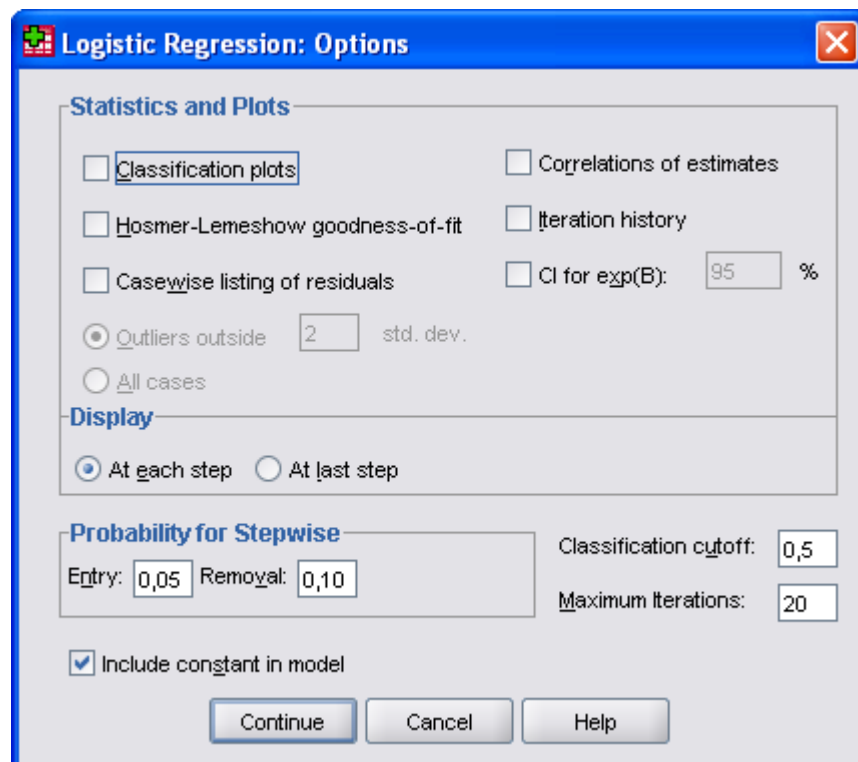 Logistic Regression: Options
Statistics and Plots
Classification plots
Correlations of estimates
Hosmer-Lemeshow goodness-of-fit
Iteration history
Casewise listing of residuals
CI for exp(B): 95 %
Outliers outside 2 std. dev.
All cases
Display
At each step At last step
Probability for Stepwise
Entry: 0,05 Removal: 0,10
Classification cutoff: 0,5
Maximum Iterations: 20
Include constant in model
Continue Cancel Help